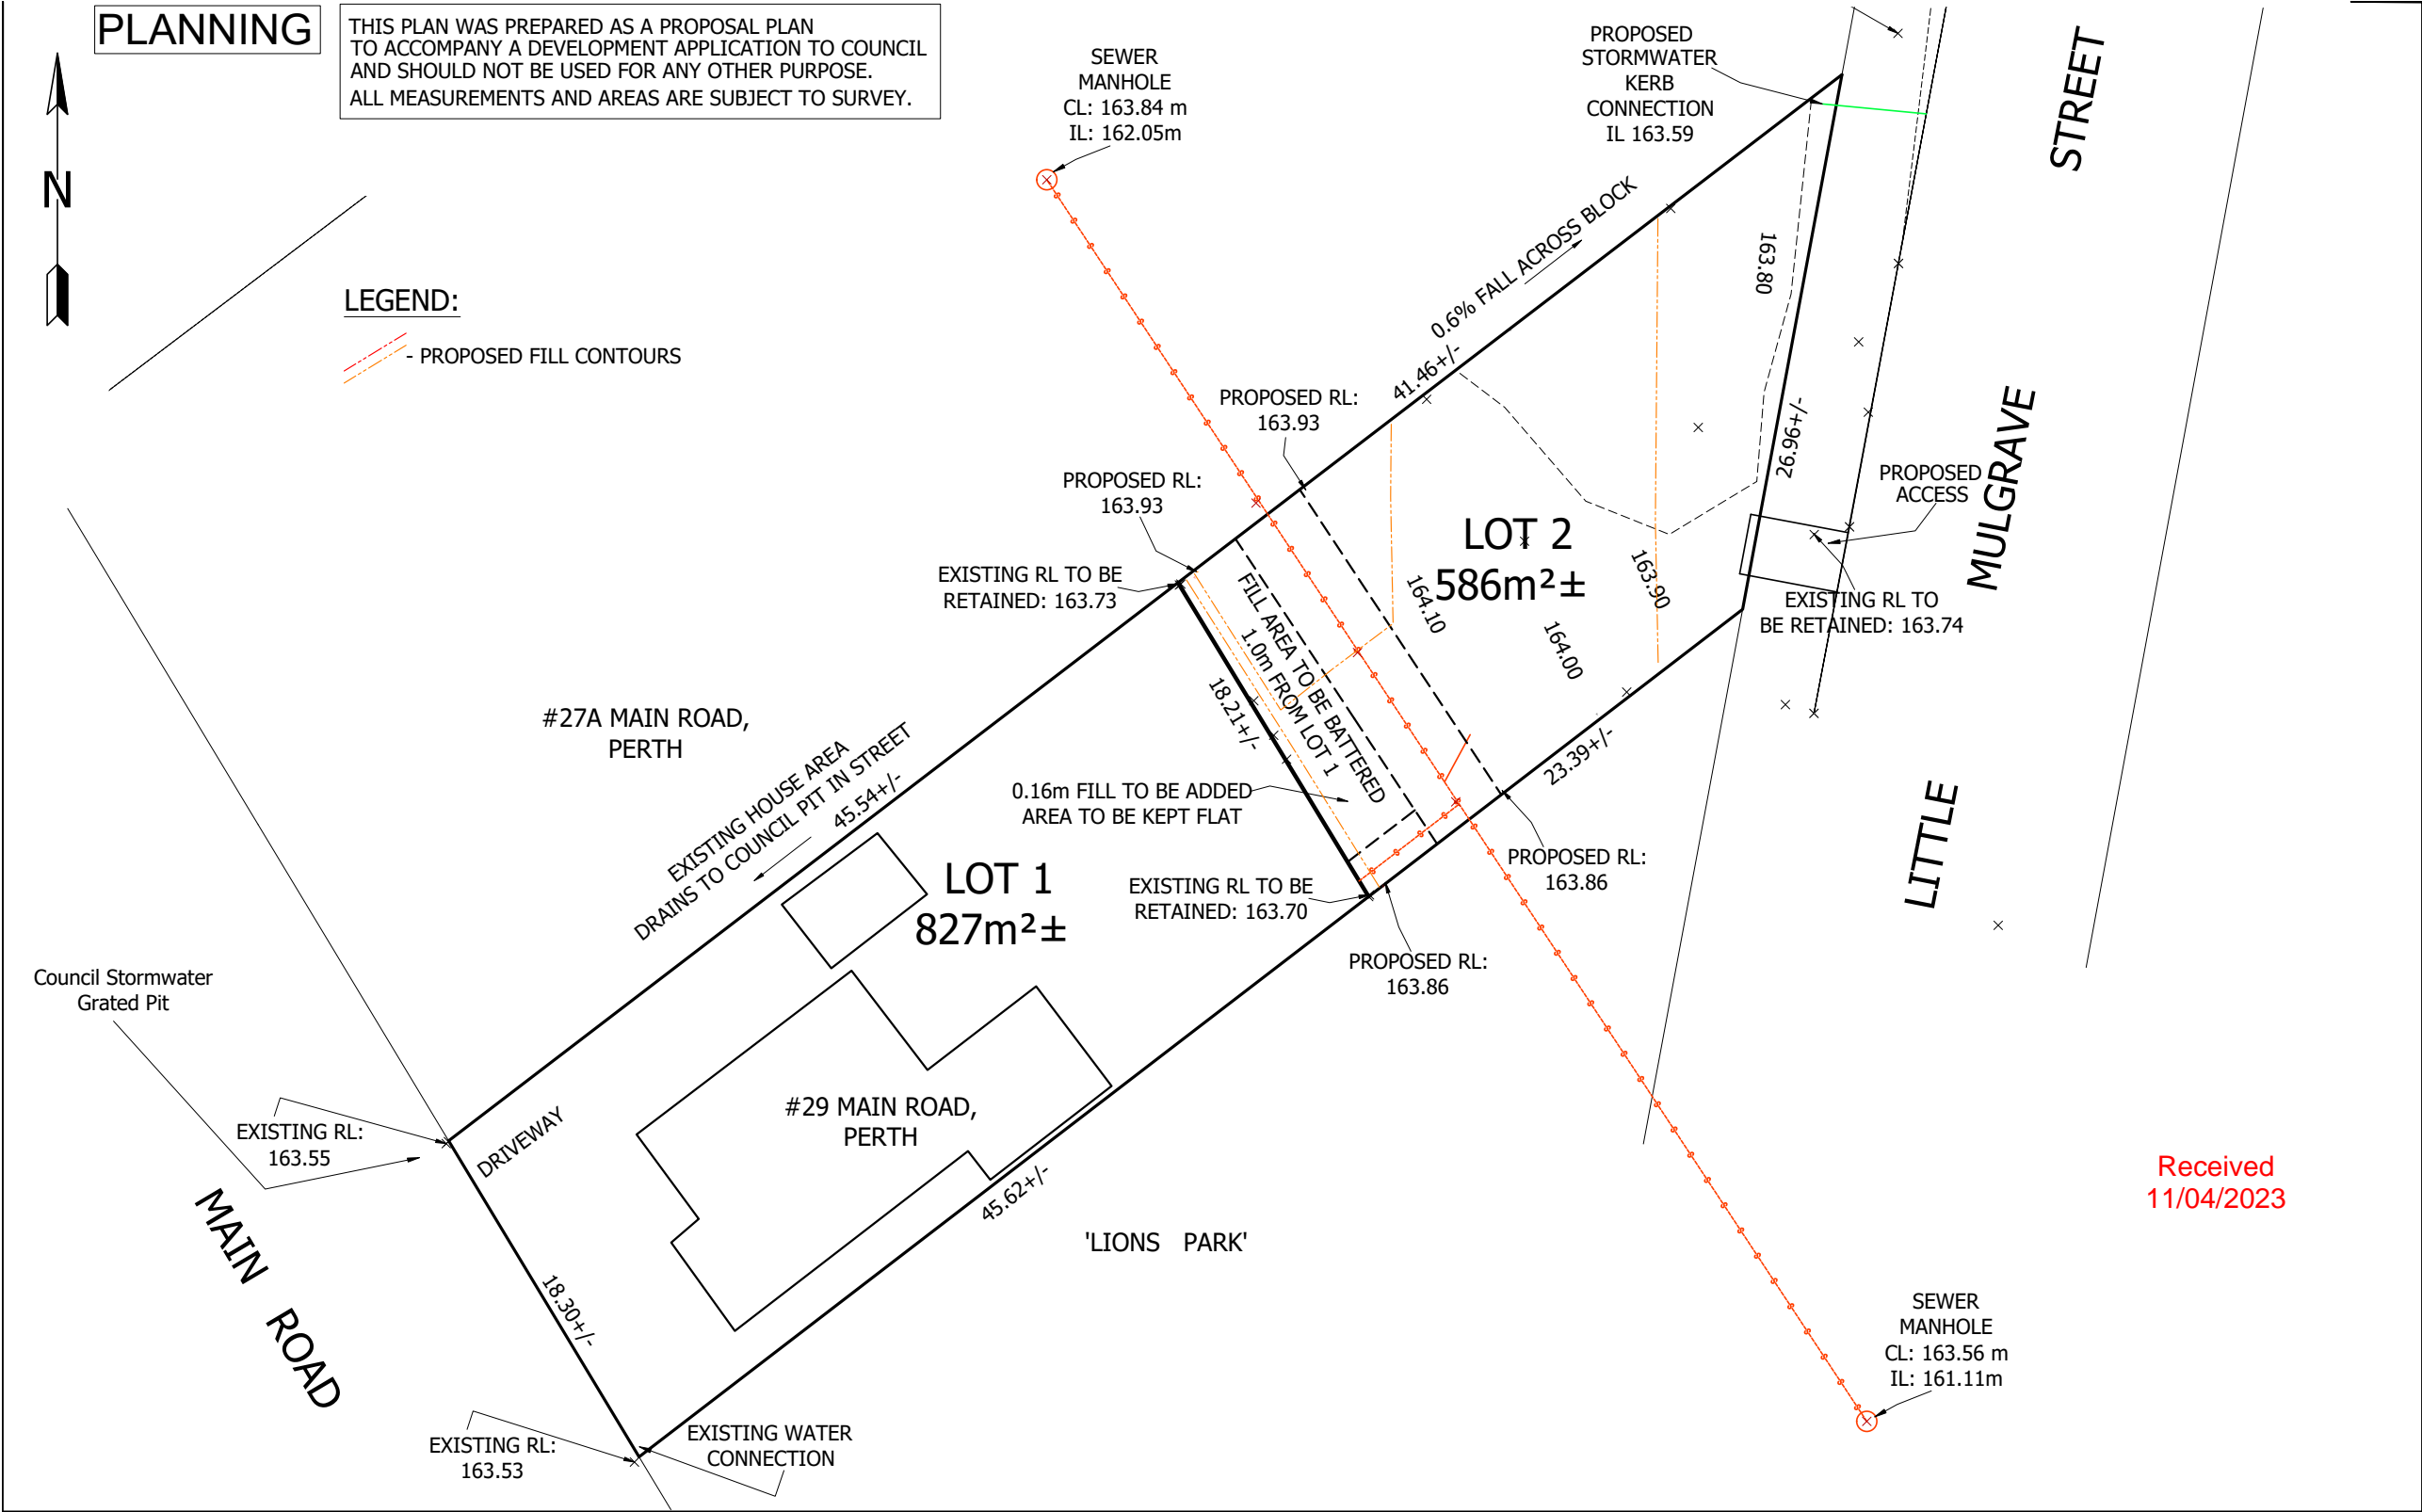 PLANNING
THIS PLAN WAS PREPARED AS A PROPOSAL PLAN
TO ACCOMPANY A DEVELOPMENT APPLICATION TO COUNCIL
AND SHOULD NOT BE USED FOR ANY OTHER PURPOSE.
ALL MEASUREMENTS AND AREAS ARE SUBJECT TO SURVEY.
N
LEGEND:
- PROPOSED FILL CONTOURS
SEWER
MANHOLE
CL: 163.84 m
IL: 162.05m
PROPOSED
STORMWATER
KERB
CONNECTION
IL 163.59
0.6% FALL ACROSS BLOCK
41.46+/-
163.80
26.96+/-
PROPOSED RL:
163.93
PROPOSED RL:
163.93
EXISTING RL TO BE
RETAINED: 163.73
LOT 2
586m²±
PROPOSED
ACCESS
EXISTING RL TO
BE RETAINED: 163.74
163.90
164.00
164.10
FILL AREA TO BE BATTERED
1.0m FROM LOT 1
18.21+/-
23.39+/-
#27A MAIN ROAD,
PERTH
EXISTING HOUSE AREA
DRAINS TO COUNCIL PIT IN STREET
45.54+/-
0.16m FILL TO BE ADDED
AREA TO BE KEPT FLAT
LOT 1
827m²±
EXISTING RL TO BE
RETAINED: 163.70
PROPOSED RL:
163.86
PROPOSED RL:
163.86
Council Stormwater
Grated Pit
EXISTING RL:
163.55
DRIVEWAY
#29 MAIN ROAD,
PERTH
45.62+/-
'LIONS PARK'
MAIN ROAD
18.30+/-
EXISTING RL:
163.53
EXISTING WATER
CONNECTION
LITTLE MULGRAVE STREET
Received
11/04/2023
SEWER
MANHOLE
CL: 163.56 m
IL: 161.11m